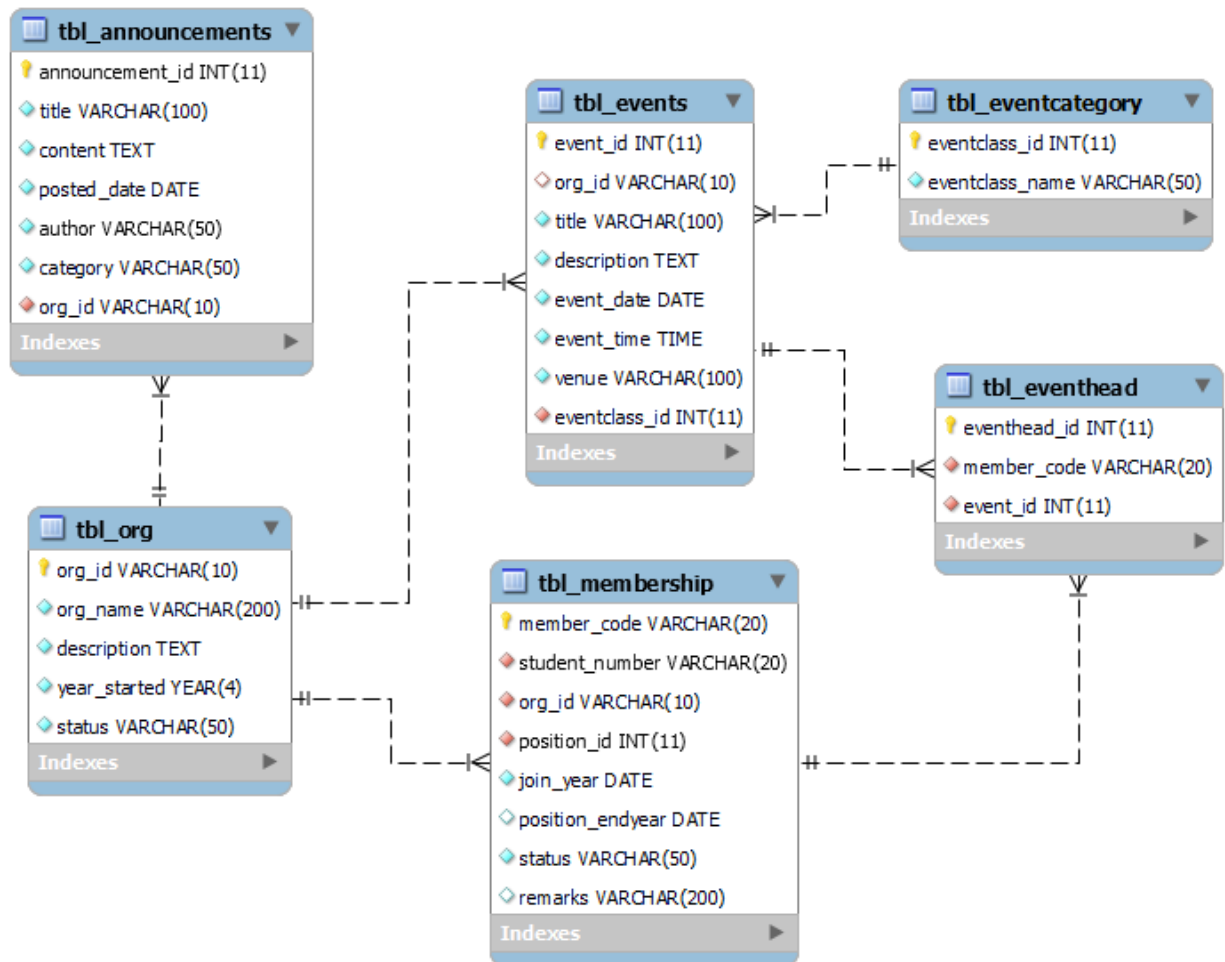 tbl_announcements
announcement_id INT(11)
title VARCHAR(100)
content TEXT
posted_date DATE
author VARCHAR(50)
category VARCHAR(50)
org_id VARCHAR(10)
Indexes
tbl_events
event_id INT(11)
org_id VARCHAR(10)
title VARCHAR(100)
description TEXT
event_date DATE
event_time TIME
venue VARCHAR(100)
eventclass_id INT(11)
Indexes
tbl_eventcategory
eventclass_id INT(11)
eventclass_name VARCHAR(50)
Indexes
tbl_eventhead
eventhead_id INT(11)
member_code VARCHAR(20)
event_id INT(11)
Indexes
tbl_org
org_id VARCHAR(10)
org_name VARCHAR(200)
description TEXT
year_started YEAR(4)
status VARCHAR(50)
Indexes
tbl_membership
member_code VARCHAR(20)
student_number VARCHAR(20)
org_id VARCHAR(10)
position_id INT(11)
join_year DATE
position_endyear DATE
status VARCHAR(50)
remarks VARCHAR(200)
Indexes